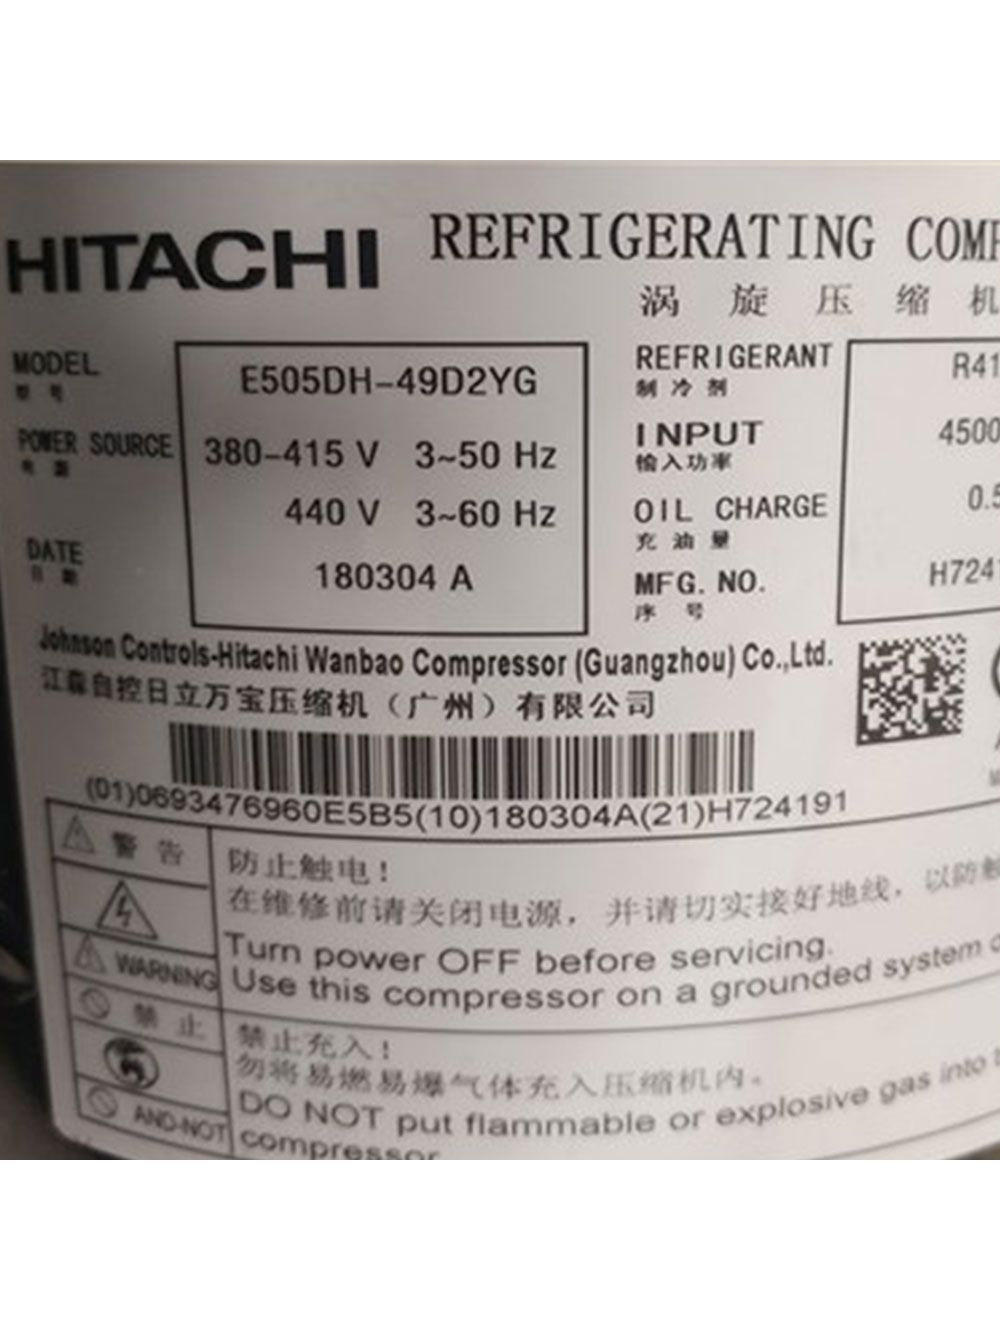 HITACHI REFRIGERATING COMP
涡旋压缩机
MODEL E505DH-49D2YG REFRIGERANT R41
型号 制冷剂
POWER SOURCE 380-415 V 3~50 Hz INPUT 4500
电源 输入功率
440 V 3~60 Hz OIL CHARGE 0.5
充油量
DATE 180304 A MFG. NO. H7241
日期 序号
Johnson Controls-Hitachi Wanbao Compressor (Guangzhou) Co.,Ltd.
江森自控日立万宝压缩机（广州）有限公司
(01)0693476960E5B5(10)180304A(21)H724191
警告 防止触电！
在维修前请关闭电源，并请切实接好地线，以防触
Turn power OFF before servicing.
WARNING Use this compressor on a grounded system
禁止 禁止充入！
勿将易燃易爆气体充入压缩机内。
DO NOT put flammable or explosive gas into
AND-NOT compressor